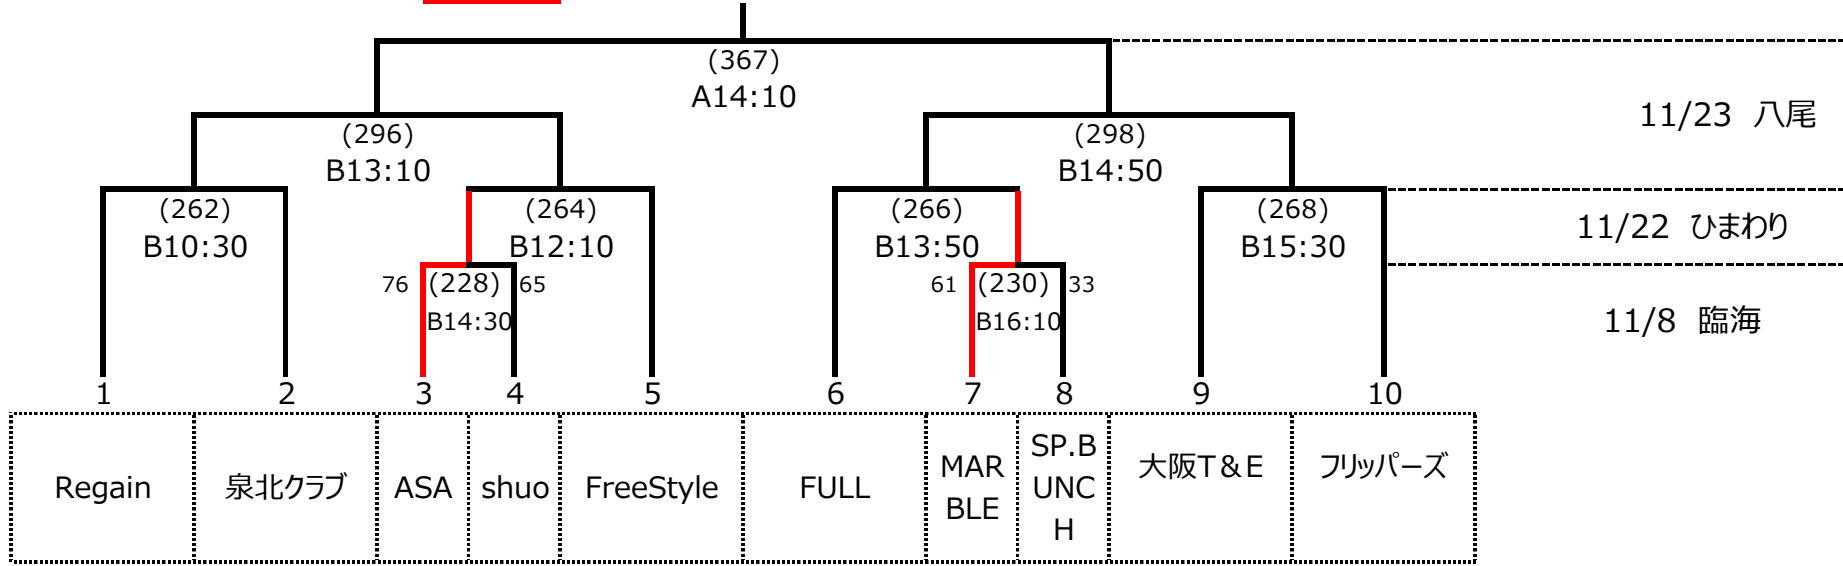 (367)
A14:10
11/23 八尾
(296)
B13:10
(298)
B14:50
(262)
B10:30
(264)
B12:10
(266)
B13:50
(268)
B15:30
11/22 ひまわり
76 (228) 65
B14:30
61 (230) 33
B16:10
11/8 臨海
1 2 3 4 5 6 7 8 9 10
Regain
泉北クラブ
ASA
shuo
FreeStyle
FULL
MAR
BLE
SP.B
UNC
H
大阪T&E
フリッパーズ